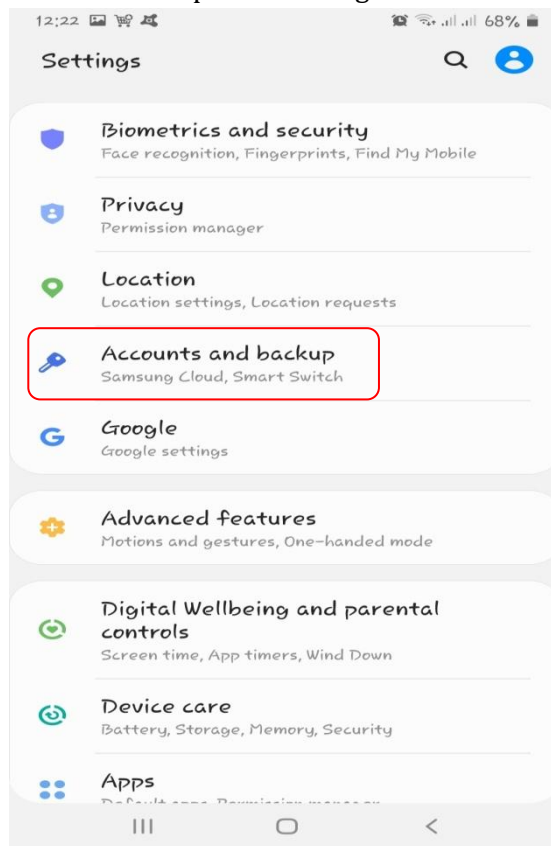 12:22 68%
Settings
Biometrics and security
Face recognition, Fingerprints, Find My Mobile
Privacy
Permission manager
Location
Location settings, Location requests
Accounts and backup
Samsung Cloud, Smart Switch
Google
Google settings
Advanced features
Motions and gestures, One-handed mode
Digital Wellbeing and parental
controls
Screen time, App timers, Wind Down
Device care
Battery, Storage, Memory, Security
Apps